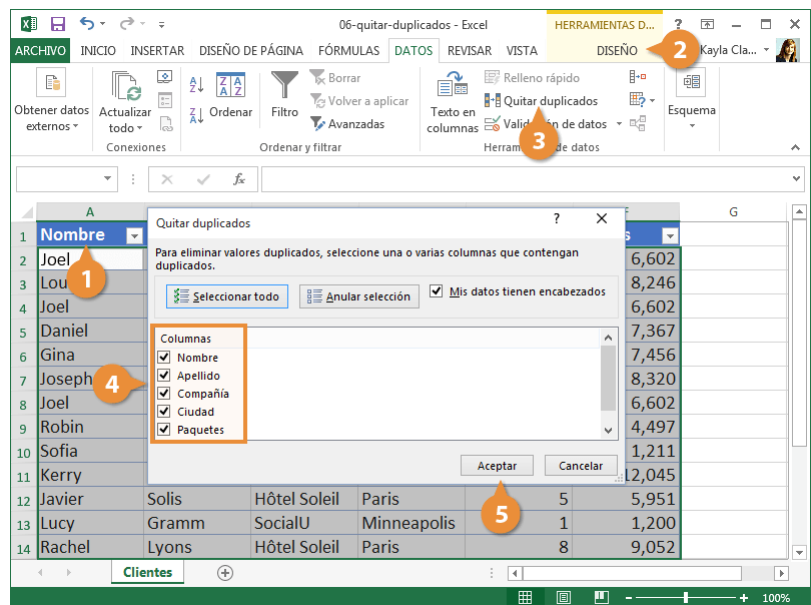 06-quitar-duplicados - Excel
HERRAMIENTAS D...
?
ARCHIVO INICIO INSERTAR DISEÑO DE PÁGINA FÓRMULAS DATOS REVISAR VISTA DISEÑO 2 Kayla Cla...
Obtener datos externos
Actualizar todo
Conexiones
Ordenar
Filtro
Borrar
Volver a aplicar
Avanzadas
Ordenar y filtrar
Texto en columnas
Relleno rápido
Quitar duplicados
de datos
3
de datos
Esquema
fx
A G
1 Nombre
2 Joel 6,602
3 8,246
1
4 Joel 6,602
5 Daniel 7,367
6 Gina 7,456
7 Joseph 8,320
8 Joel 6,602
9 Robin 4,497
10 Sofia 1,211
11 Kerry 12,045
12 Javier Solis Hôtel Soleil Paris 5 5,951
13 Lucy Gramm SocialU Minneapolis 1 1,200
14 Rachel Lyons Hôtel Soleil Paris 8 9,052
Quitar duplicados ?
Para eliminar valores duplicados, seleccione una o varias columnas que contengan
duplicados.
Seleccionar todo
Anular selección
Mis datos tienen encabezados
Columnas
Nombre
Apellido
Compañía
Ciudad
Paquetes
4
Aceptar
Cancelar
5
Clientes
100%